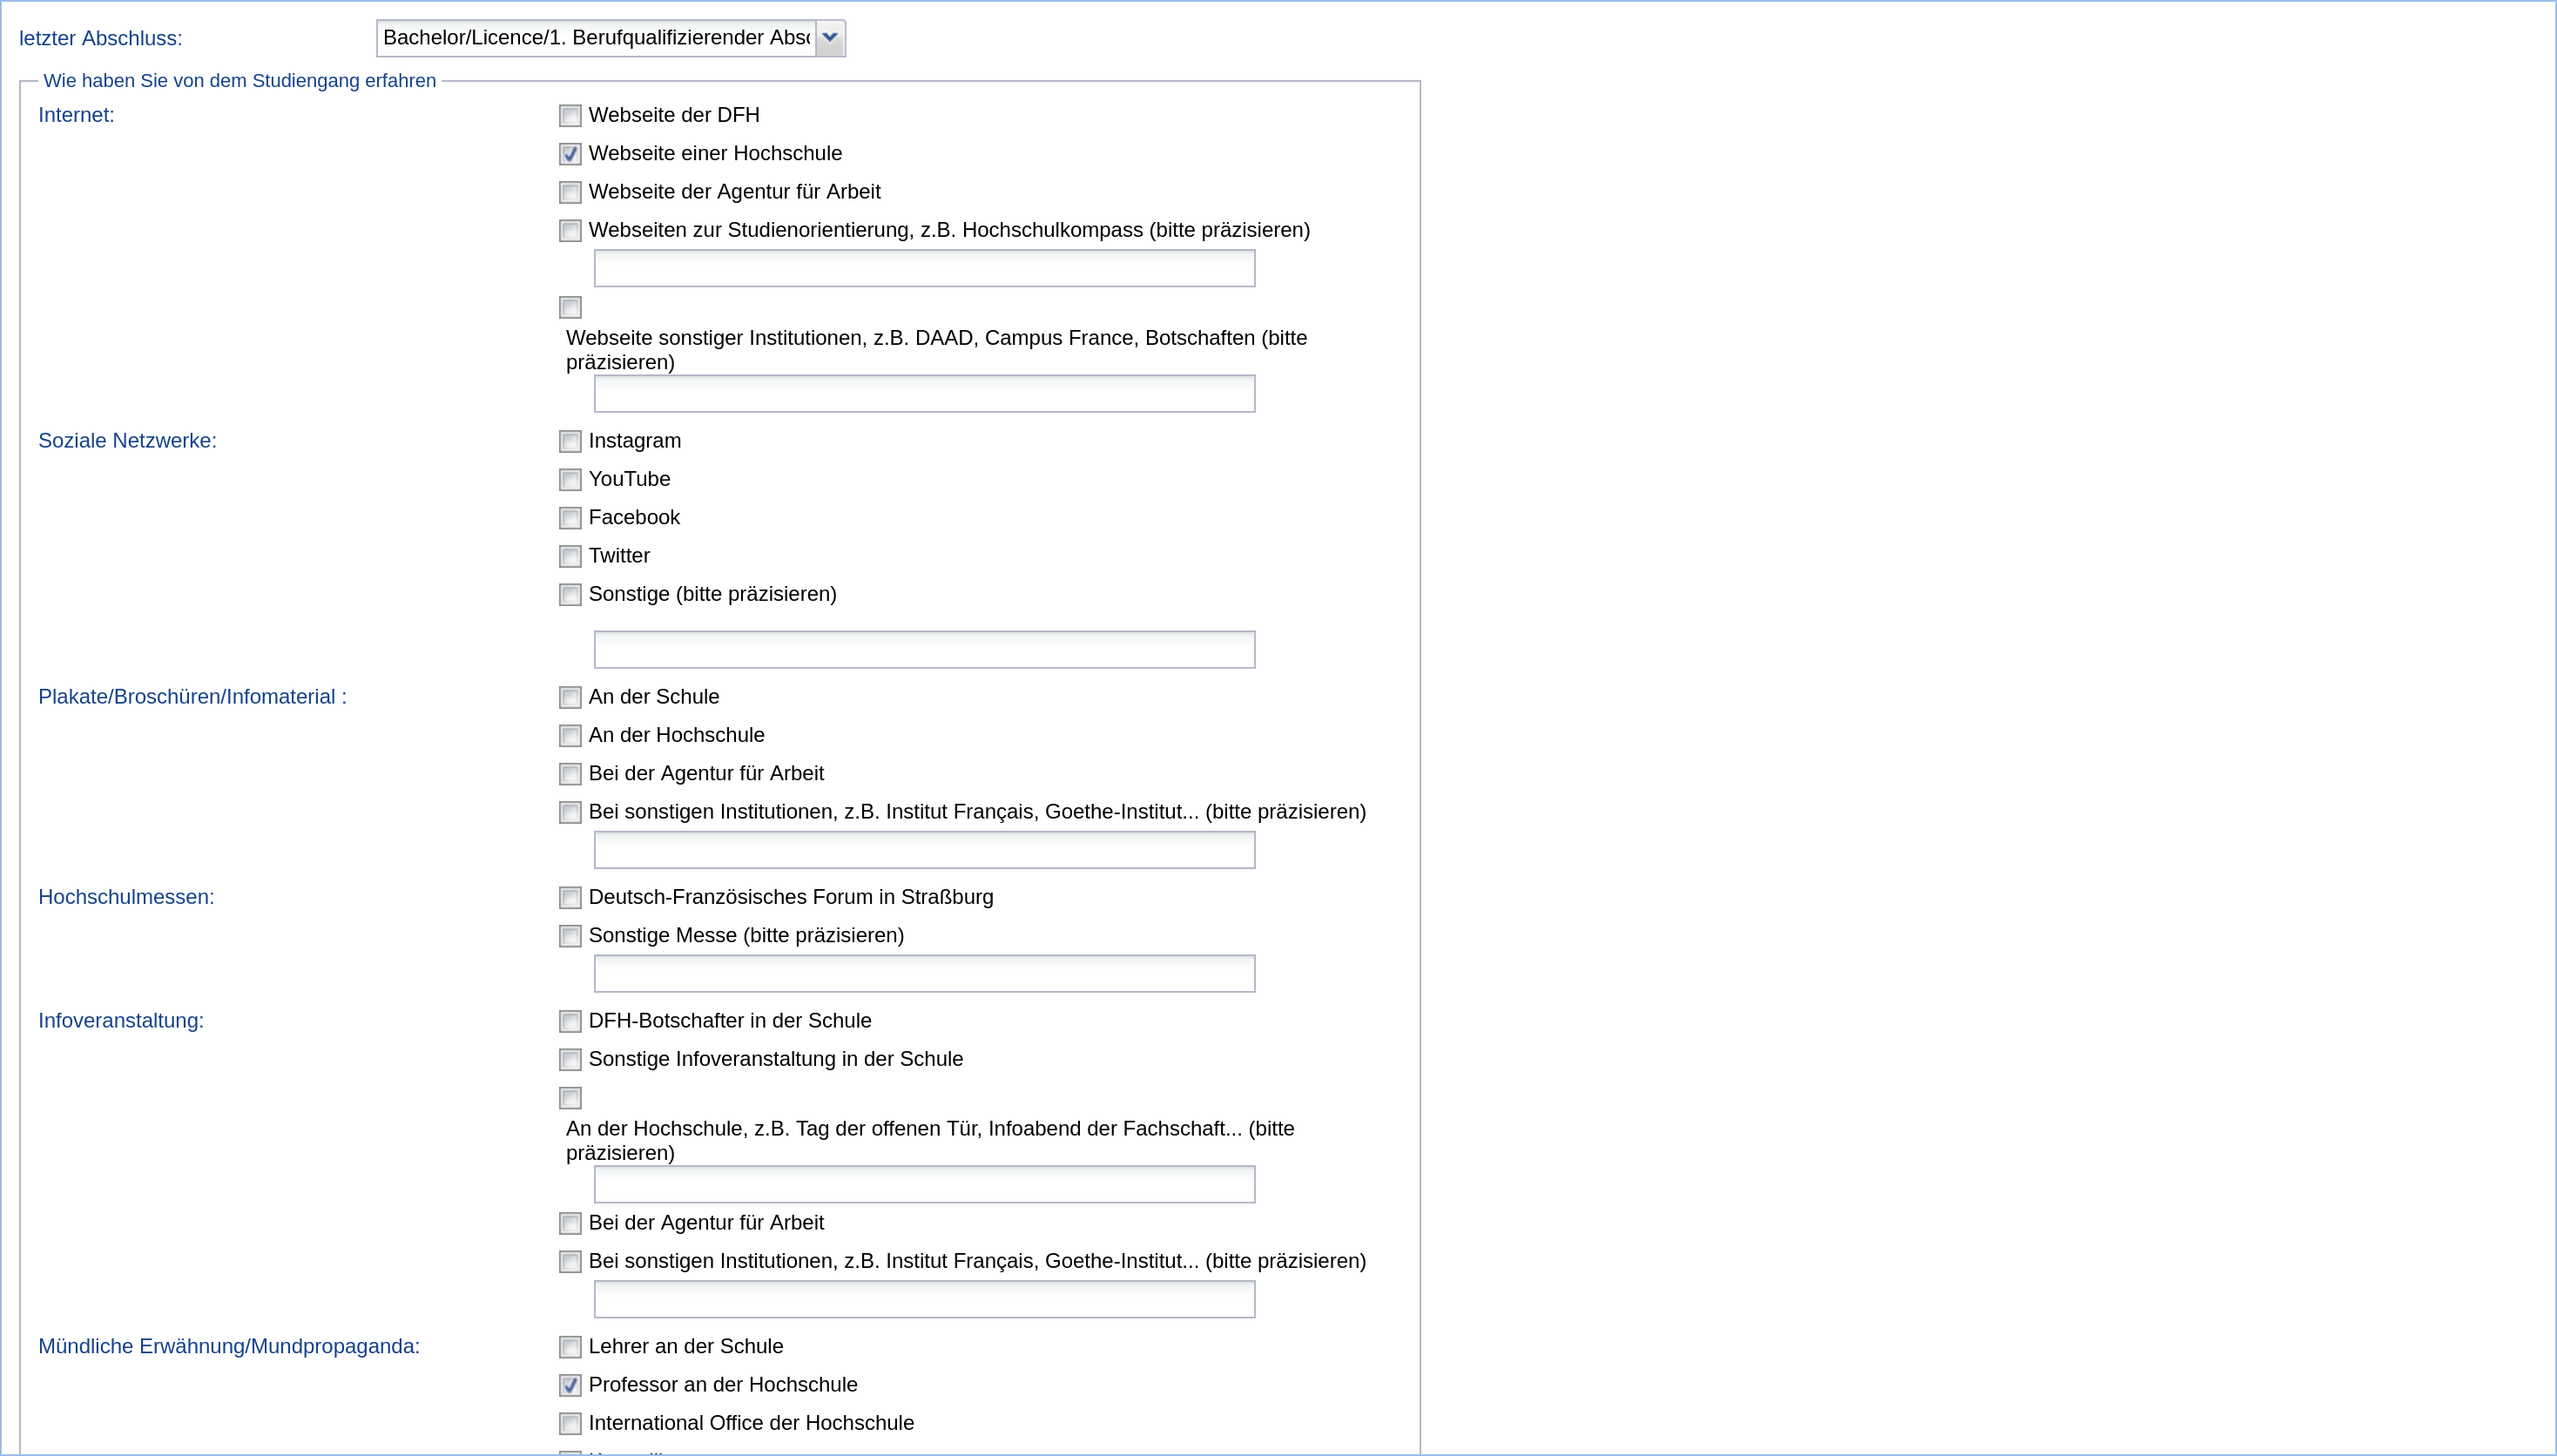 letzter Abschluss: Bachelor/Licence/1. Berufqualifizierender
Wie haben Sie von dem Studiengang erfahren
Internet: Webseite der DFH
Webseite einer Hochschule
Webseite der Agentur für Arbeit
Webseiten zur Studienorientierung, z.B. Hochschulkompass (bitte präzisieren)
Webseite sonstiger Institutionen, z.B. DAAD, Campus France, Botschaften (bitte
präzisieren)
Soziale Netzwerke: Instagram
YouTube
Facebook
Twitter
Sonstige (bitte präzisieren)
Plakate/Broschüren/Infomaterial : An der Schule
An der Hochschule
Bei der Agentur für Arbeit
Bei sonstigen Institutionen, z.B. Institut Français, Goethe-Institut... (bitte präzisieren)
Hochschulmessen: Deutsch-Französisches Forum in Straßburg
Sonstige Messe (bitte präzisieren)
Infoveranstaltung: DFH-Botschafter in der Schule
Sonstige Infoveranstaltung in der Schule
An der Hochschule, z.B. Tag der offenen Tür, Infoabend der Fachschaft... (bitte
präzisieren)
Bei der Agentur für Arbeit
Bei sonstigen Institutionen, z.B. Institut Français, Goethe-Institut... (bitte präzisieren)
Mündliche Erwähnung/Mundpropaganda: Lehrer an der Schule
Professor an der Hochschule
International Office der Hochschule